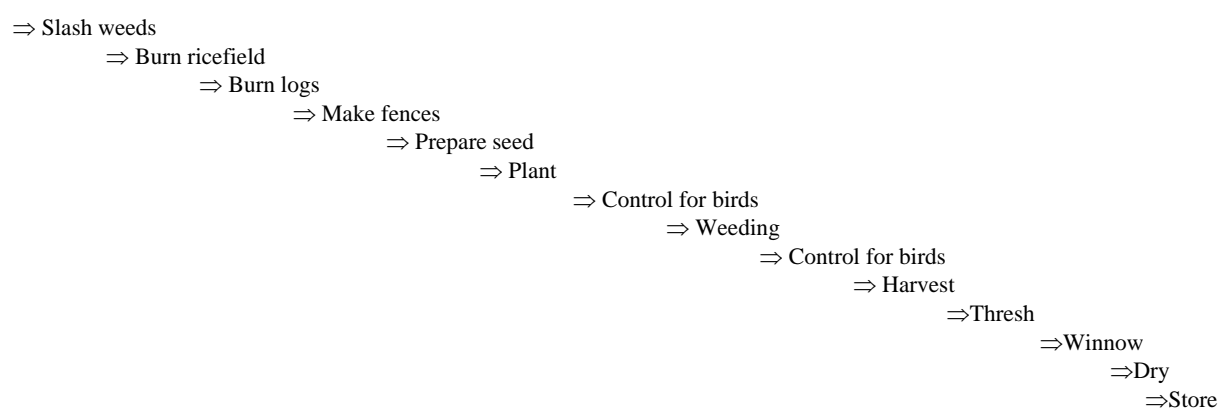 ⇒ Slash weeds
⇒ Burn ricefield
⇒ Burn logs
⇒ Make fences
⇒ Prepare seed
⇒ Plant
⇒ Control for birds
⇒ Weeding
⇒ Control for birds
⇒ Harvest
⇒Thresh
⇒Winnow
⇒Dry
⇒Store